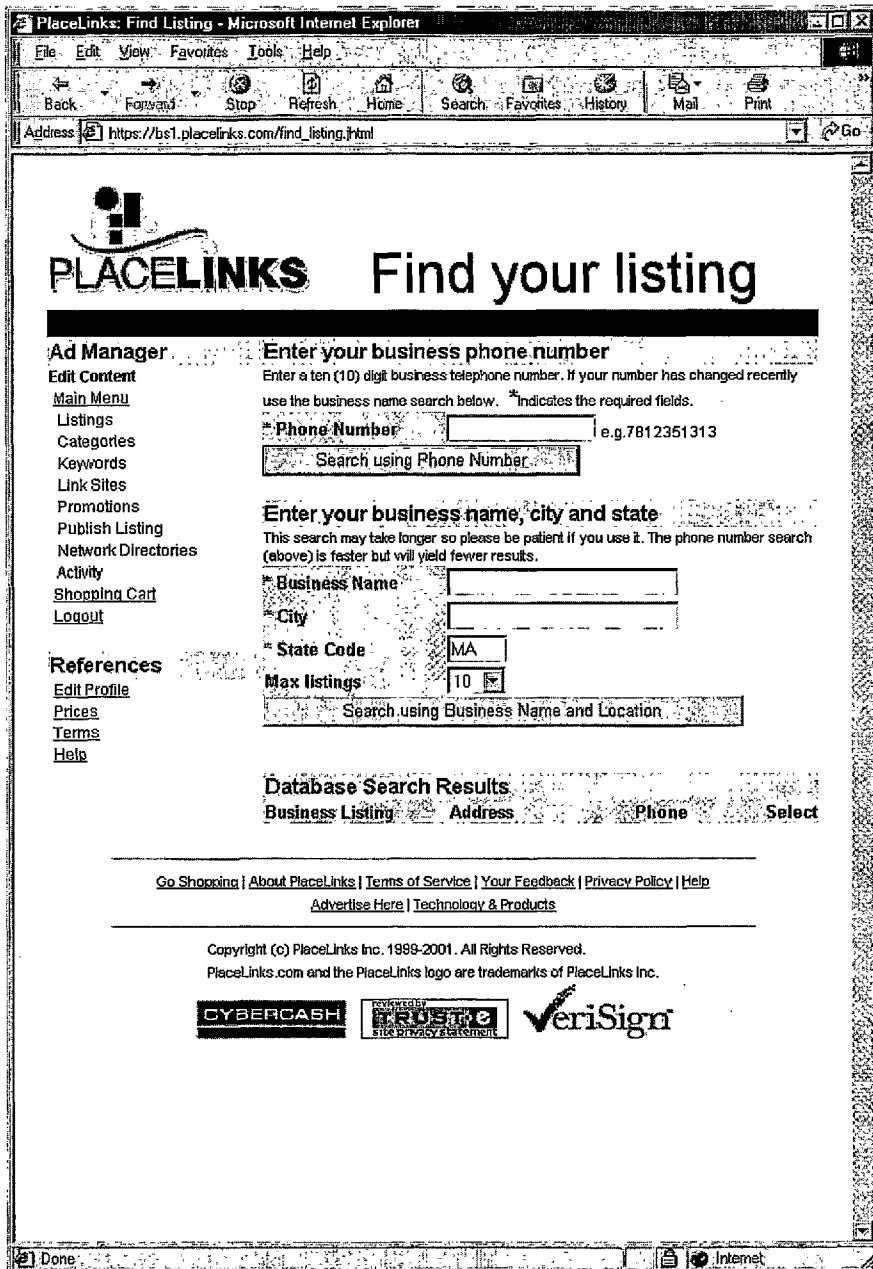 PlaceLinks: Find Listing - Microsoft Internet Explorer
File Edit View Favorites Tools Help
Back Forward Stop Refresh Home Search Favorites History Mail Print
Address https://bs1.placelinks.com/find_listing.jhtml Go
PLACELINKS Find your listing
Ad Manager
Edit Content
Main Menu
Listings
Categories
Keywords
Link Sites
Promotions
Publish Listing
Network Directories
Activity
Shopping Cart
Logout
References
Edit Profile
Prices
Terms
Help
Enter your business phone number
Enter a ten (10) digit business telephone number. If your number has changed recently
use the business name search below. *Indicates the required fields.
* Phone Number e.g.7812351313
Search using Phone Number
Enter your business name, city and state
This search may take longer so please be patient if you use it. The phone number search
(above) is faster but will yield fewer results.
* Business Name
* City
* State Code MA
Max listings 10
Search using Business Name and Location
Database Search Results
Business Listing Address Phone Select
Go Shopping | About PlaceLinks | Terms of Service | Your Feedback | Privacy Policy | Help
Advertise Here | Technology & Products
Copyright (c) PlaceLinks Inc. 1999-2001. All Rights Reserved.
PlaceLinks.com and the PlaceLinks logo are trademarks of PlaceLinks Inc.
CYBERCASH
reviewed by
TRUSTe
site privacy statement
VeriSign
Done Internet